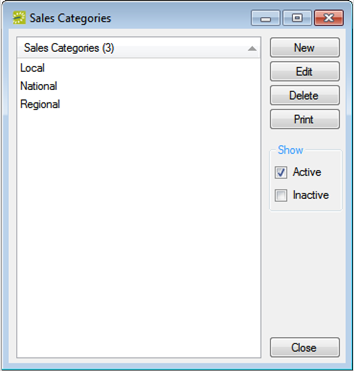 Sales Categories
Sales Categories (3)
Local
National
Regional
New
Edit
Delete
Print
Show
Active
Inactive
Close